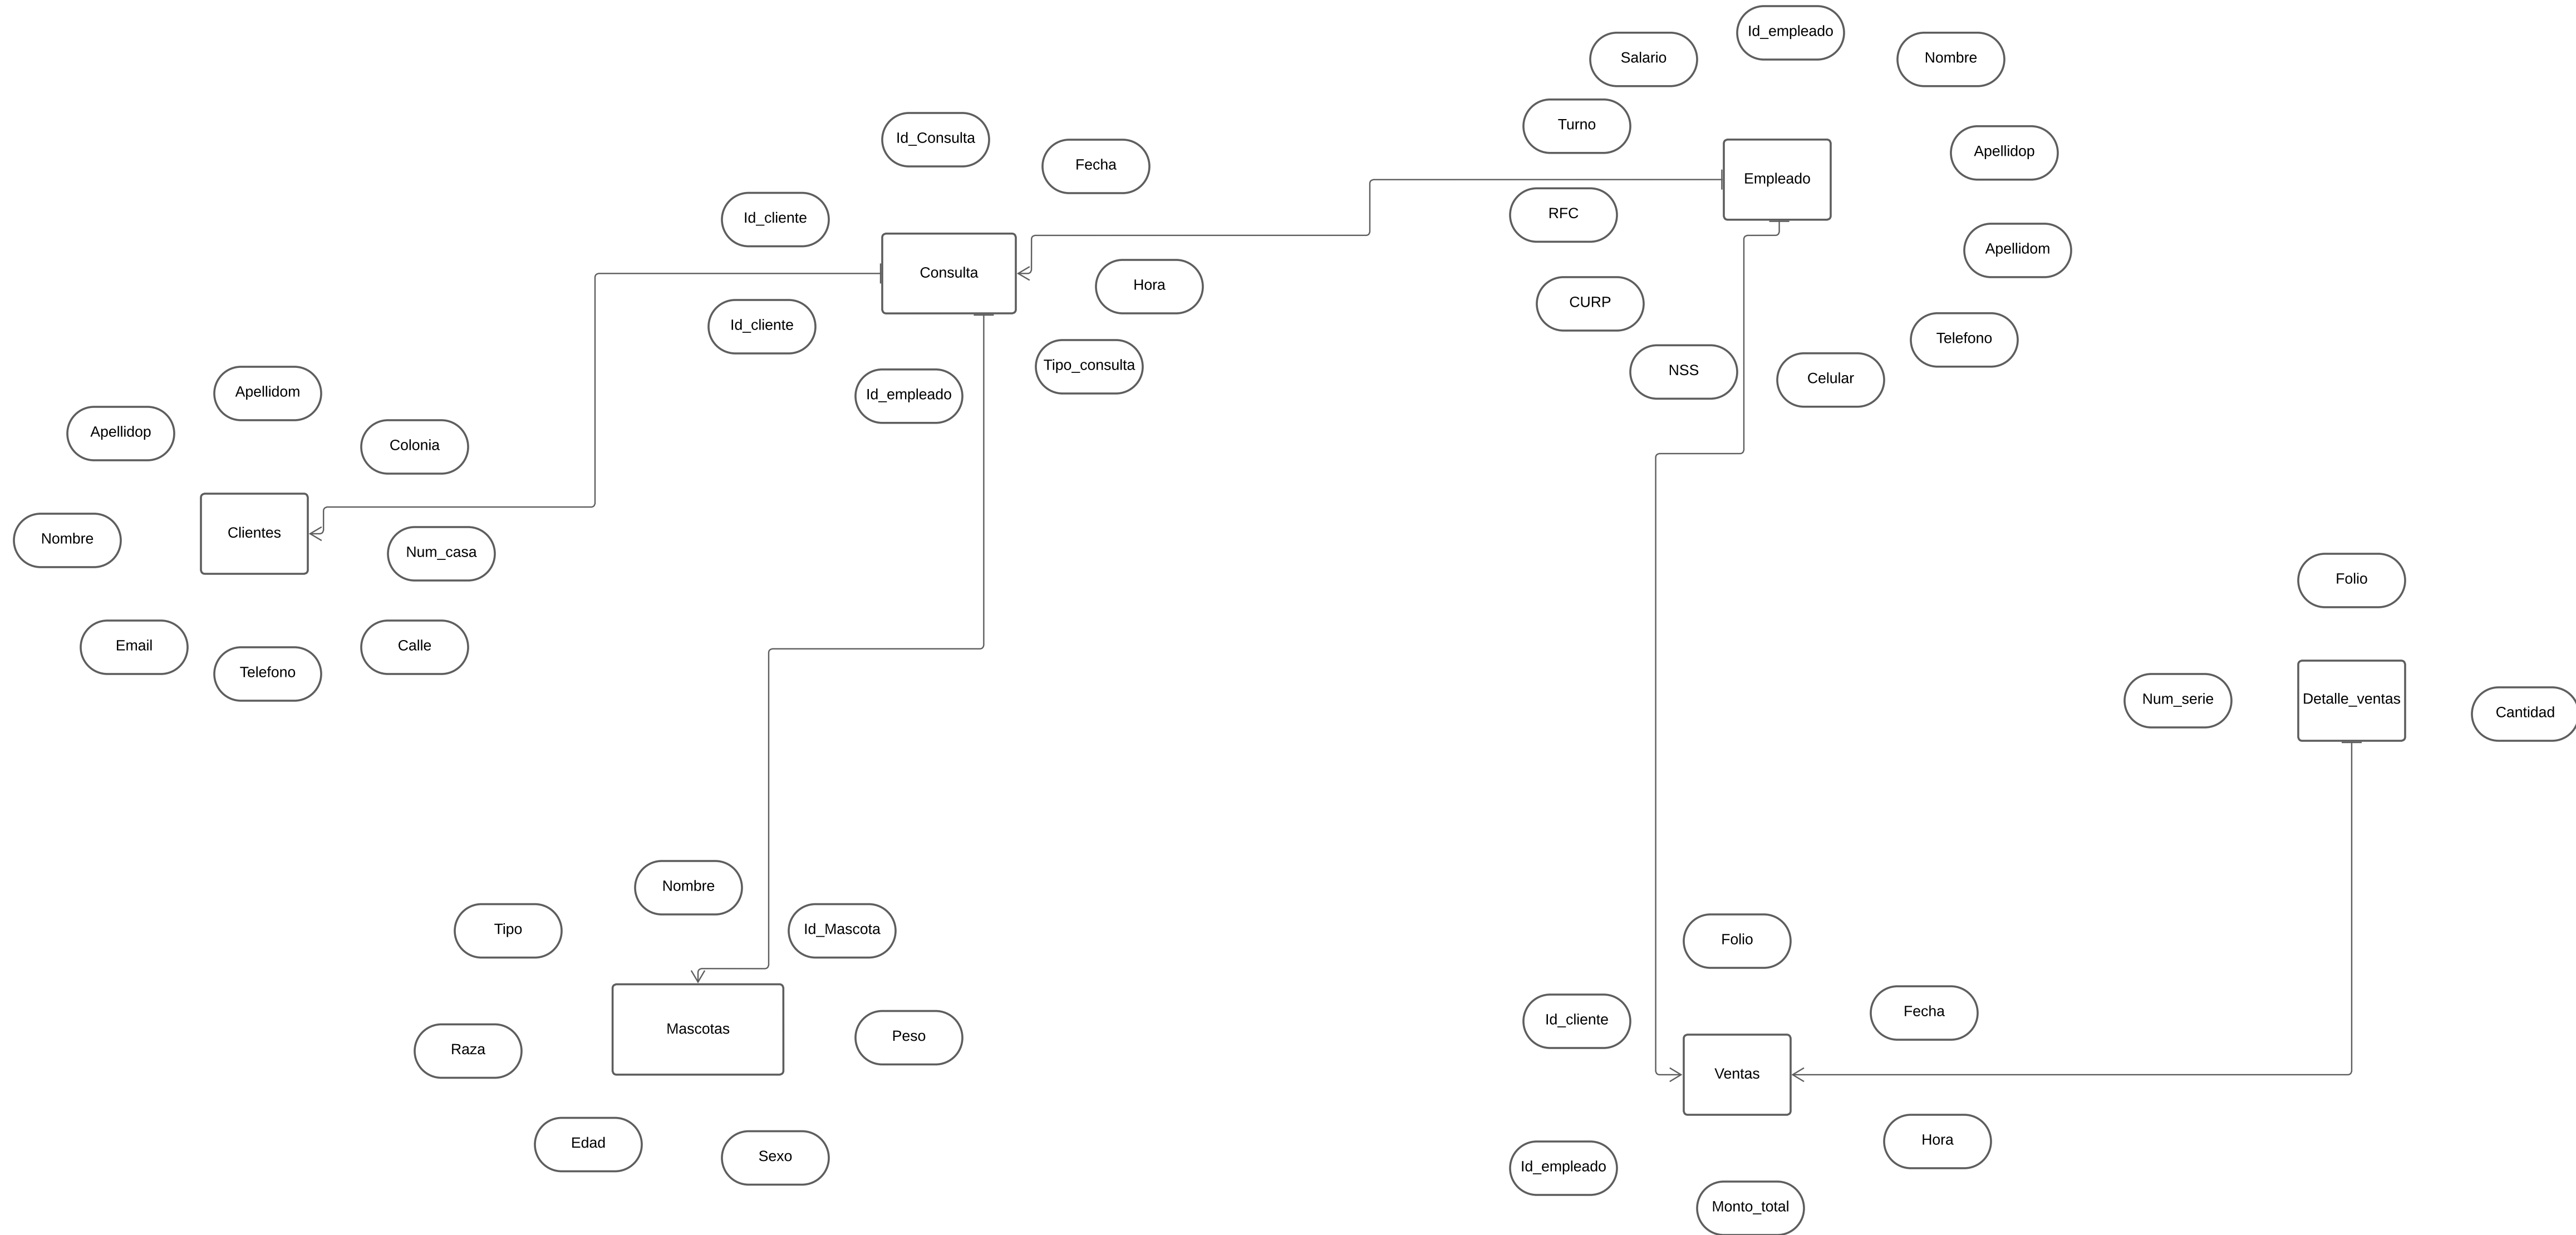 Id_empleado
Salario
Nombre
Turno
Id_Consulta
Apellidop
Fecha
Empleado
RFC
Id_cliente
Apellidom
Consulta
Hora
CURP
Id_cliente
Telefono
Tipo_consulta
NSS
Celular
Id_empleado
Apellidom
Apellidop
Colonia
Clientes
Nombre
Num_casa
Folio
Email
Calle
Telefono
Num_serie
Detalle_ventas
Cantidad
Nombre
Tipo
Id_Mascota
Folio
Fecha
Id_cliente
Mascotas
Peso
Raza
Ventas
Edad
Hora
Sexo
Id_empleado
Monto_total